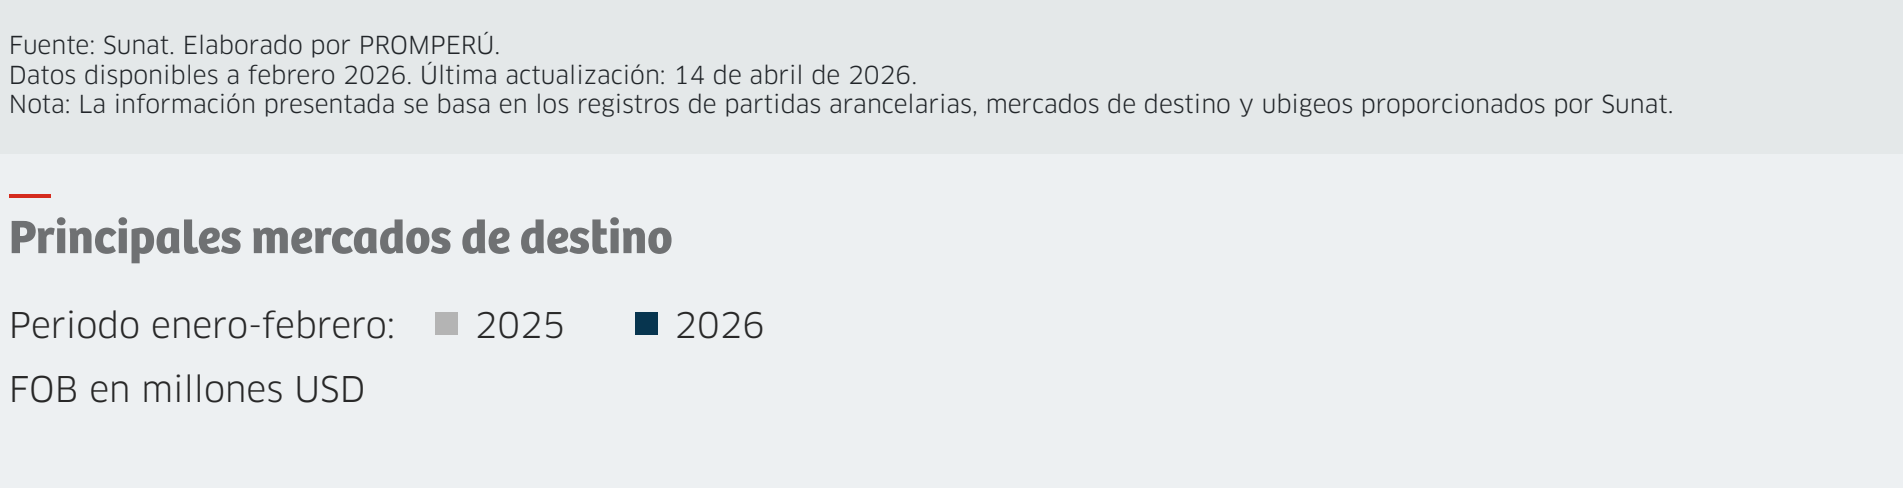 Fuente: Sunat. Elaborado por PROMPERÚ.
Datos disponibles a febrero 2026. Última actualización: 14 de abril de 2026.
Nota: La información presentada se basa en los registros de partidas arancelarias, mercados de destino y ubigeos proporcionados por Sunat.
Principales mercados de destino
Periodo enero-febrero: 2025 2026
FOB en millones USD